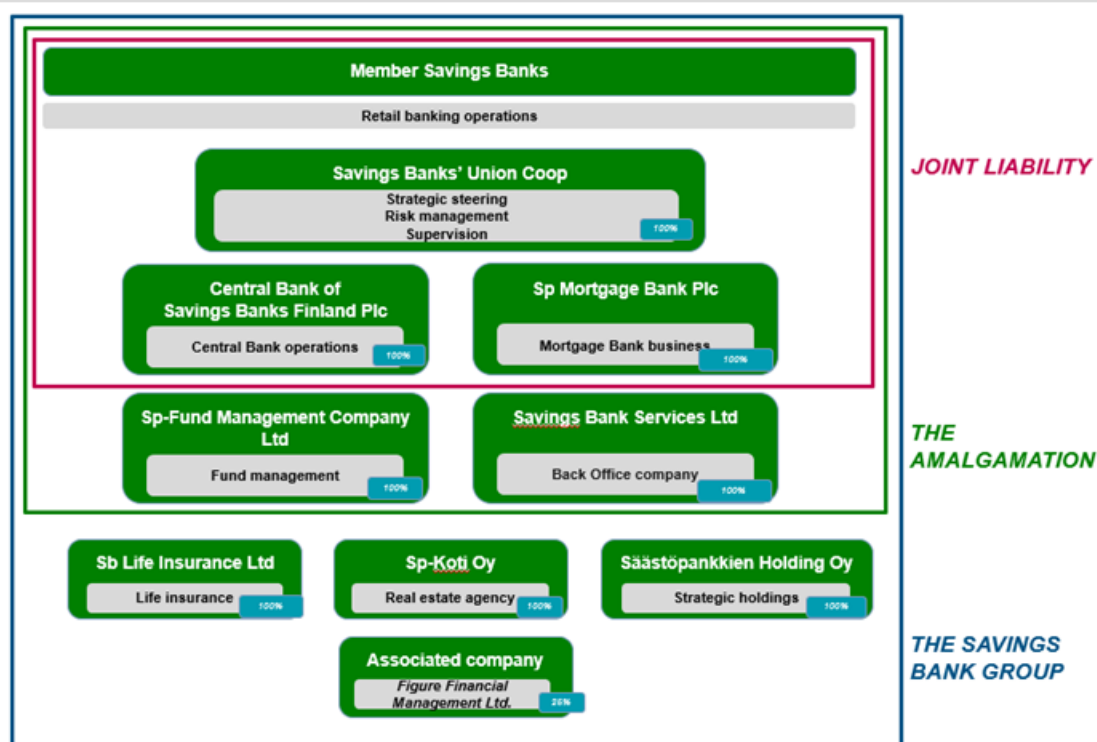 Member Savings Banks
Retail banking operations
JOINT LIABILITY
Savings Banks' Union Coop
Strategic steering
Risk management
Supervision
100%
Central Bank of
Savings Banks Finland Plc
Central Bank operations
100%
Sp Mortgage Bank Plc
Mortgage Bank business
100%
Sp-Fund Management Company
Ltd
Fund management
100%
Savings Bank Services Ltd
Back Office company
100%
THE
AMALGAMATION
Sb Life Insurance Ltd
Life insurance
100%
Sp-Koti Oy
Real estate agency
100%
Säästöpankkien Holding Oy
Strategic holdings
100%
Associated company
Figure Financial
Management Ltd.
26%
THE SAVINGS
BANK GROUP